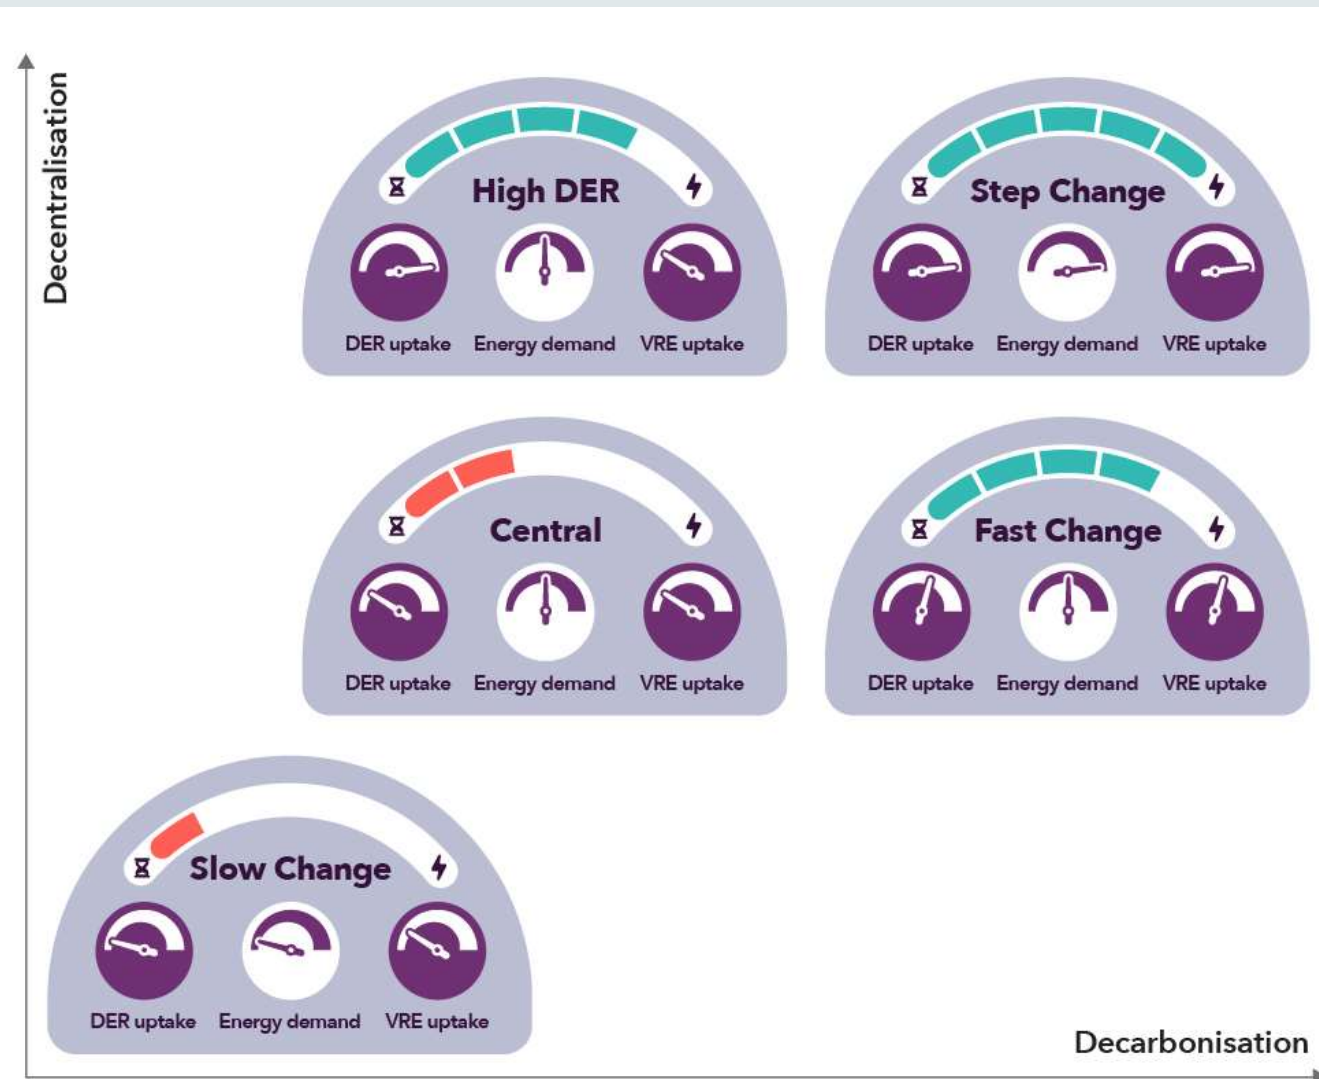 Decentralisation
High DER
DER uptake
Energy demand
VRE uptake
Step Change
DER uptake
Energy demand
VRE uptake
Central
DER uptake
Energy demand
VRE uptake
Fast Change
DER uptake
Energy demand
VRE uptake
Slow Change
DER uptake
Energy demand
VRE uptake
Decarbonisation